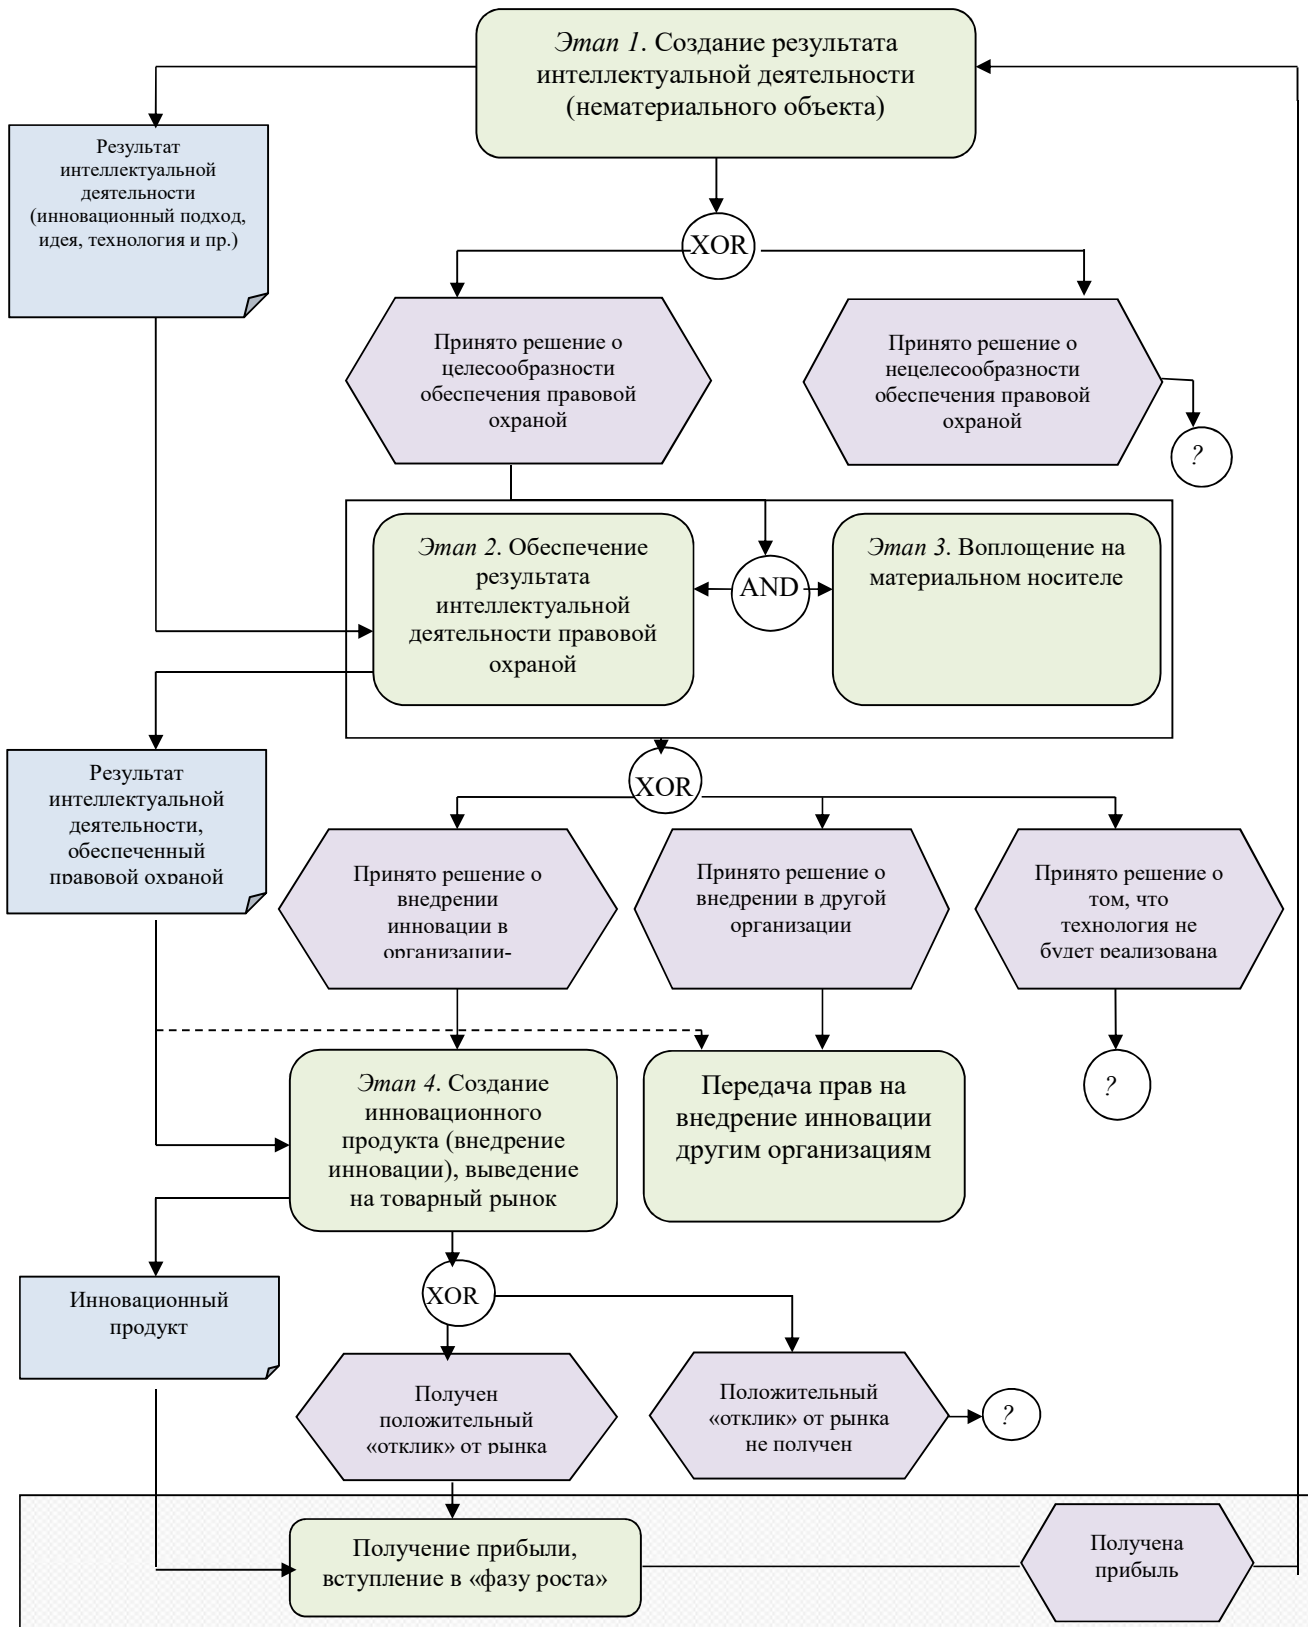 Этап 1. Создание результата
интеллектуальной деятельности
(нематериального объекта)
Результат
интеллектуальной
деятельности
(инновационный подход,
идея, технология и пр.)
XOR
Принято решение о
целесообразности
обеспечения правовой
охраной
Принято решение о
нецелесообразности
обеспечения правовой
охраной
?
Этап 2. Обеспечение
результата
интеллектуальной
деятельности правовой
охраной
AND
Этап 3. Воплощение на
материальном носителе
Результат
интеллектуальной
деятельности,
обеспеченный
правовой охраной
XOR
Принято решение о
внедрении
инновации в
организации-
Принято решение о
внедрении в другой
организации
Принято решение о
том, что
технология не
будет реализована
Этап 4. Создание
инновационного
продукта (внедрение
инновации), выведение
на товарный рынок
Передача прав на
внедрение инновации
другим организациям
?
Инновационный
продукт
XOR
Получен
положительный
«отклик» от рынка
Положительный
«отклик» от рынка
не получен
?
Получение прибыли,
вступление в «фазу роста»
Получена
прибыль